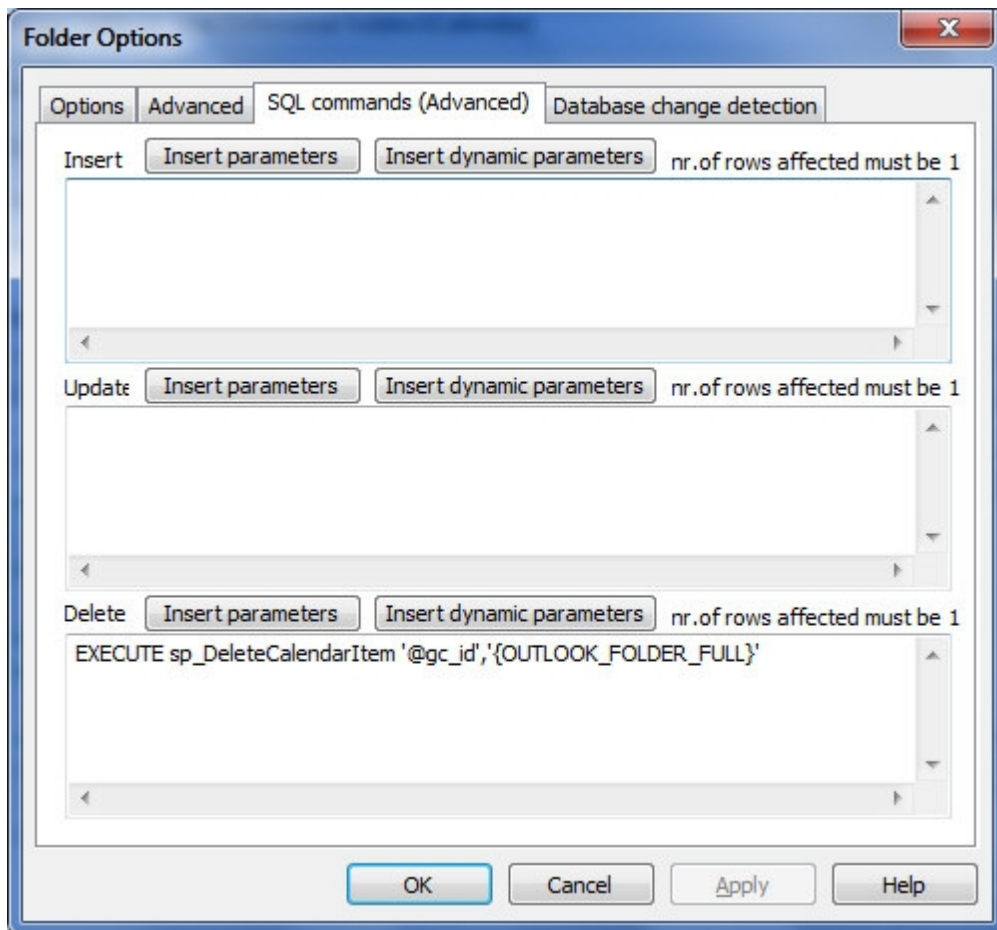 Folder Options
Options Advanced SQL commands (Advanced) Database change detection
Insert Insert parameters Insert dynamic parameters nr.of rows affected must be 1
Update Insert parameters Insert dynamic parameters nr.of rows affected must be 1
Delete Insert parameters Insert dynamic parameters nr.of rows affected must be 1
EXECUTE sp_DeleteCalendarItem '@gc_id','{OUTLOOK_FOLDER_FULL}'
OK Cancel Apply Help